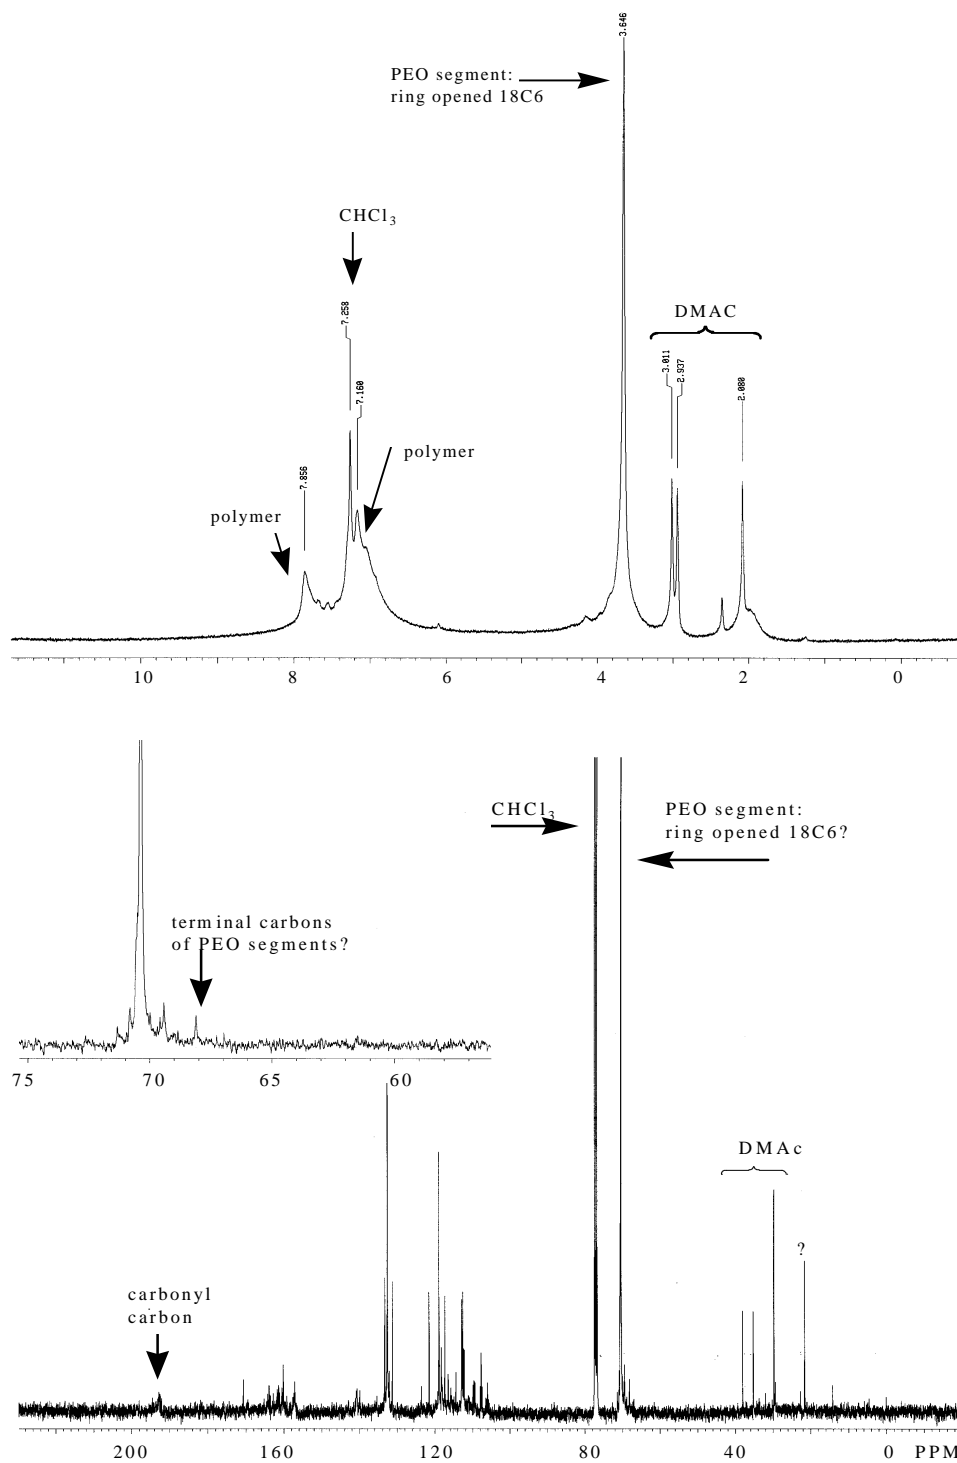 3.646
PEO segment:
ring opened 18C6
CHCl3
7.258
7.160
DMAC
3.011
2.937
2.080
polymer
7.856
polymer
10 8 6 4 2 0
CHCl3
PEO segment:
ring opened 18C6?
terminal carbons
of PEO segments?
75 70 65 60
DMAc
?
carbonyl
carbon
200 160 120 80 40 0 PPM